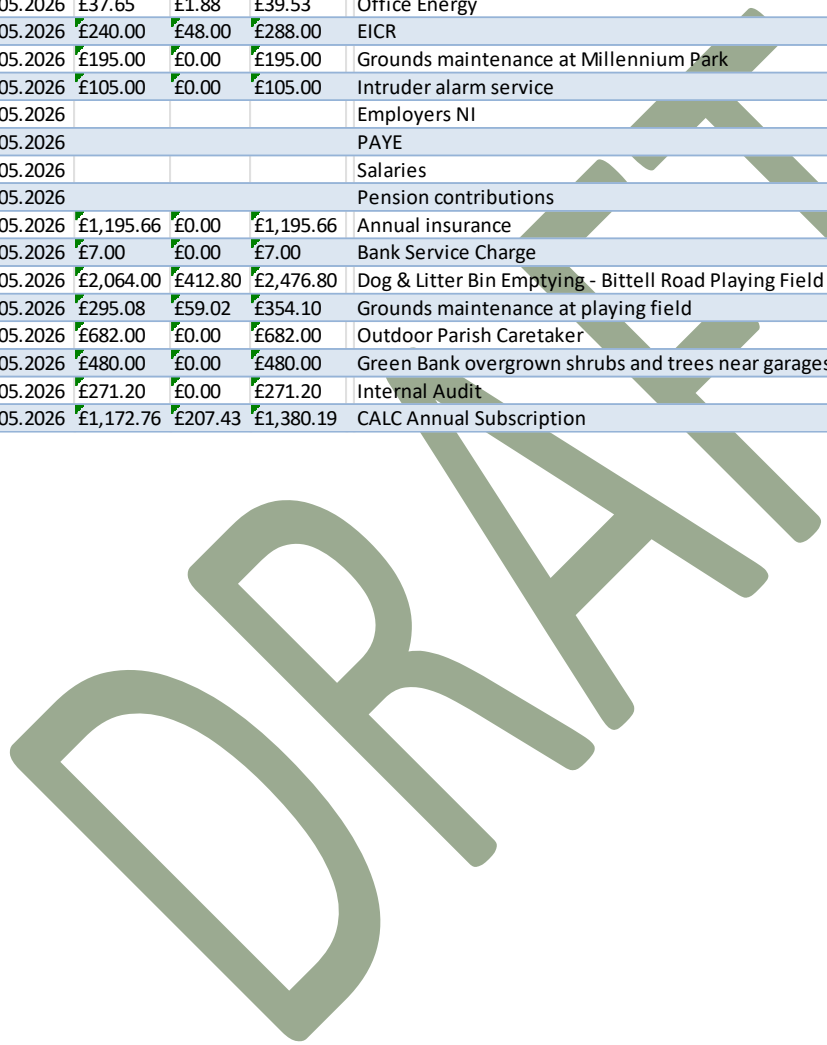 05.2026 £37.65 £1.88 £39.53 Office Energy
05.2026 £240.00 £48.00 £288.00 EICR
05.2026 £195.00 £0.00 £195.00 Grounds maintenance at Millennium Park
05.2026 £105.00 £0.00 £105.00 Intruder alarm service
05.2026 Employers NI
05.2026 PAYE
05.2026 Salaries
05.2026 Pension contributions
05.2026 £1,195.66 £0.00 £1,195.66 Annual insurance
05.2026 £7.00 £0.00 £7.00 Bank Service Charge
05.2026 £2,064.00 £412.80 £2,476.80 Dog & Litter Bin Emptying - Bittell Road Playing Field
05.2026 £295.08 £59.02 £354.10 Grounds maintenance at playing field
05.2026 £682.00 £0.00 £682.00 Outdoor Parish Caretaker
05.2026 £480.00 £0.00 £480.00 Green Bank overgrown shrubs and trees near garages
05.2026 £271.20 £0.00 £271.20 Internal Audit
05.2026 £1,172.76 £207.43 £1,380.19 CALC Annual Subscription
DRAFT